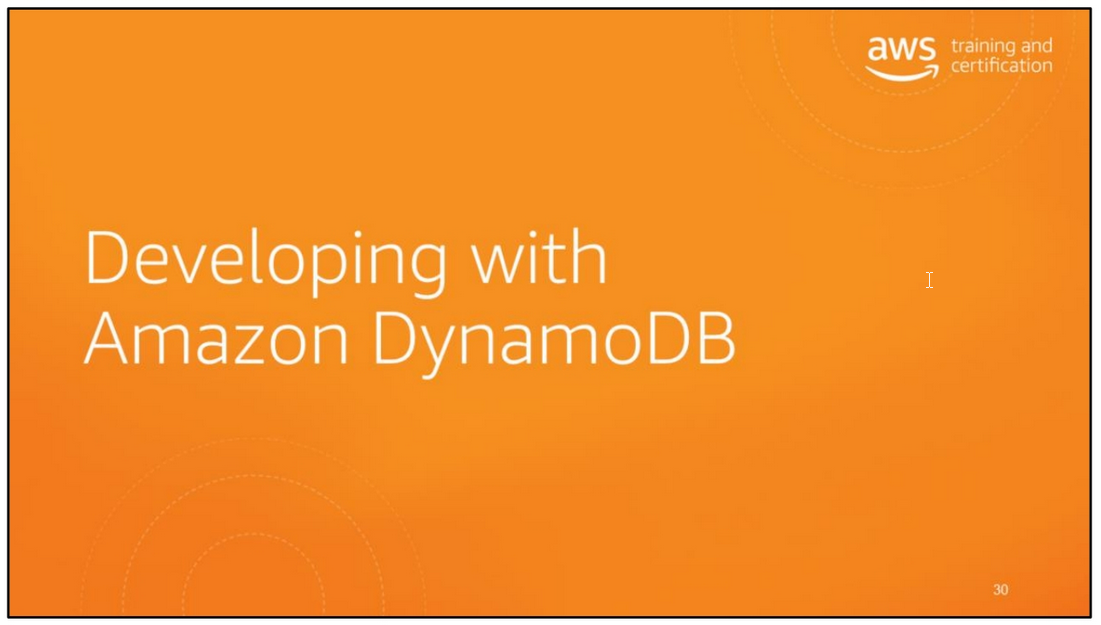 aws training and
certification
Developing with
Amazon DynamoDB
30